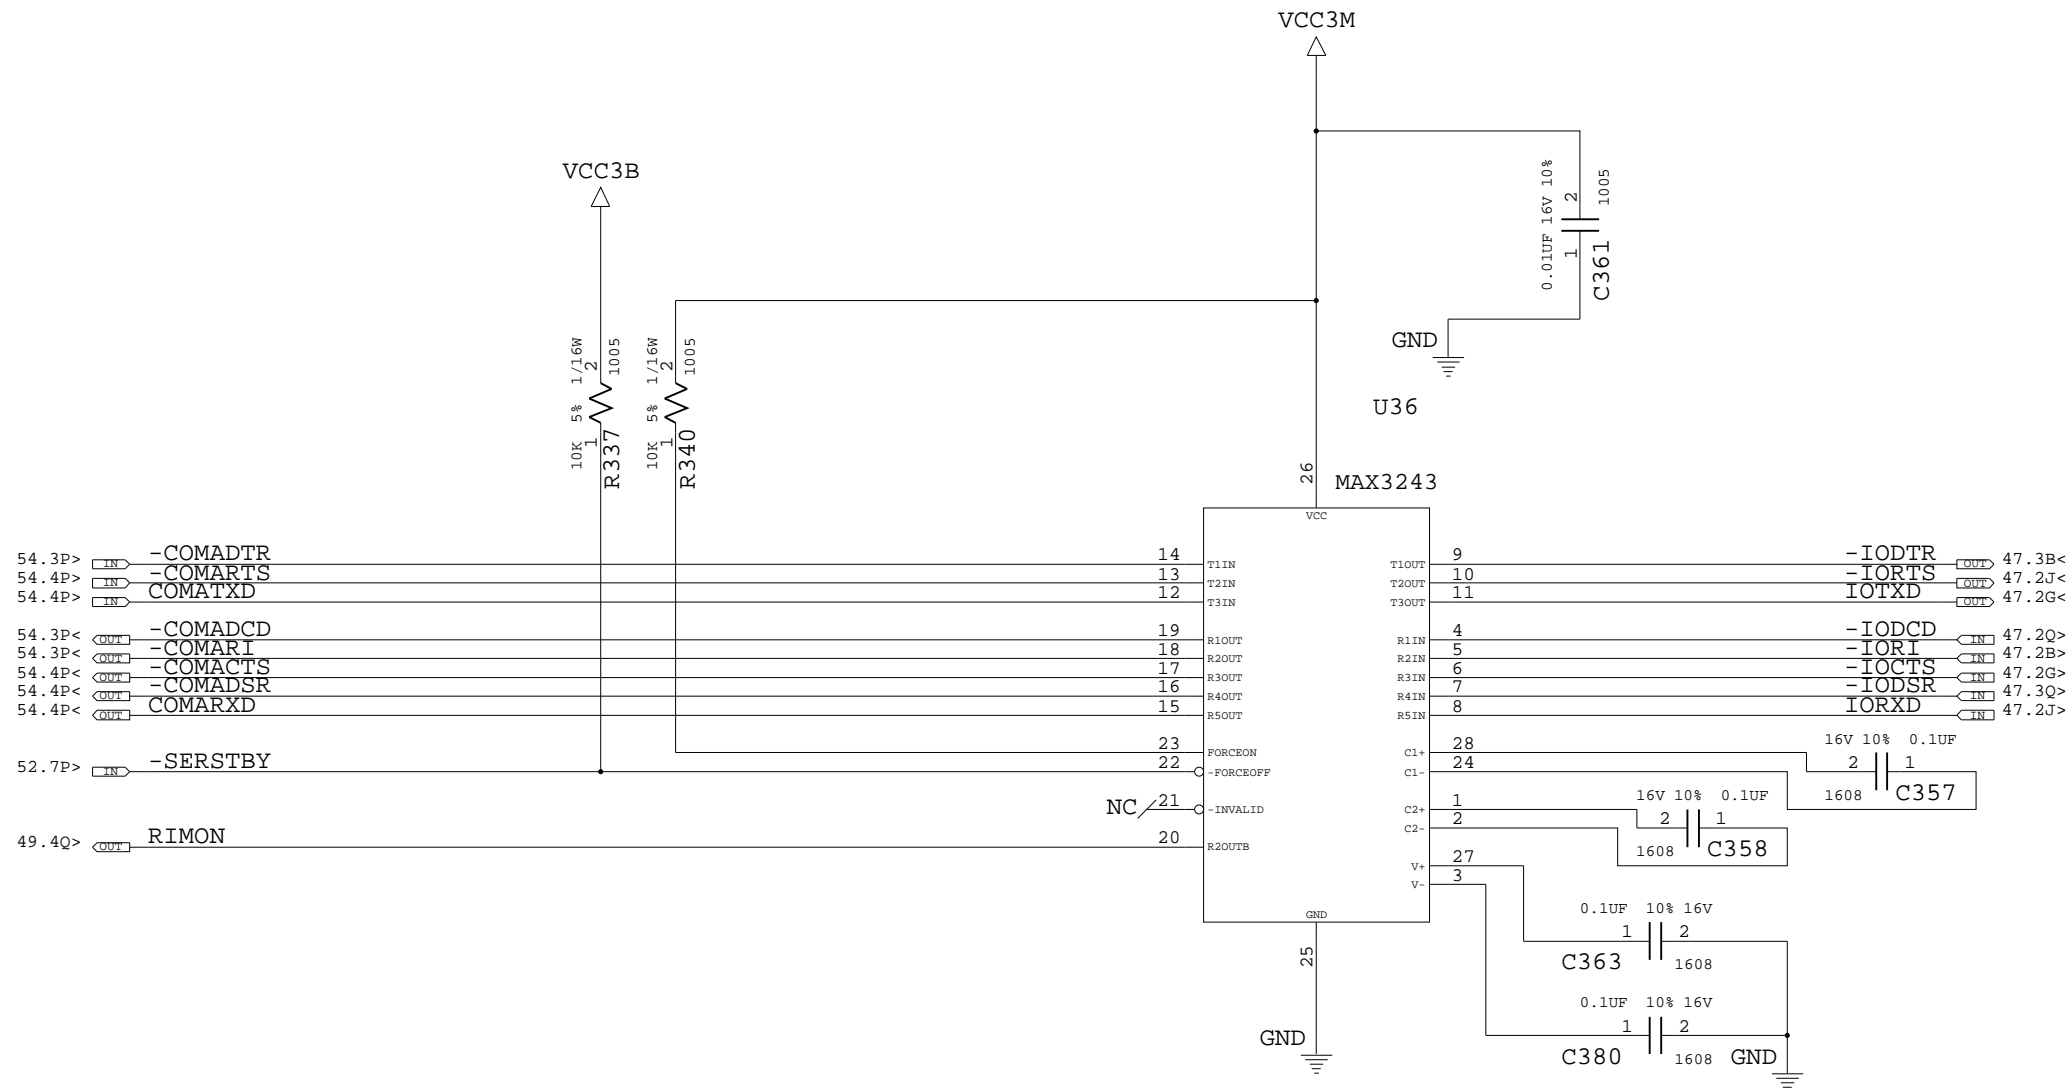 VCC3M
VCC3B
0.01UF 16V 10%
2
1
1005
C361
GND
10K 5% 1/16W
2
1
1005
R337
10K 5% 1/16W
2
1
1005
R340
U36
MAX3243
26
VCC
54.3P> IN -COMADTR 14 T1IN T1OUT 9 -IODTR OUT 47.3B<
54.4P> IN -COMARTS 13 T2IN T2OUT 10 -IORTS OUT 47.2J<
54.4P> IN COMATXD 12 T3IN T3OUT 11 IOTXD OUT 47.2G<
54.3P< OUT -COMADCD 19 R1OUT R1IN 4 -IODCD IN 47.2Q>
54.3P< OUT -COMARI 18 R2OUT R2IN 5 -IORI IN 47.2B>
54.4P< OUT -COMACTS 17 R3OUT R3IN 6 -IOCTS IN 47.2G>
54.4P< OUT -COMADSR 16 R4OUT R4IN 7 -IODSR IN 47.3Q>
54.4P< OUT COMARXD 15 R5OUT R5IN 8 IORXD IN 47.2J>
23 FORCEON C1+ 28
16V 10% 0.1UF
2 1
1608 C357
52.7P> IN -SERSTBY 22 -FORCEOFF C1- 24
NC 21 -INVALID C2+ 1
16V 10% 0.1UF
2 1
1608 C358
C2- 2
49.4Q> OUT RIMON 20 R2OUTB
V+ 27
V- 3
GND
25
GND
0.1UF 10% 16V
1 2
C363 1608
0.1UF 10% 16V
1 2
C380 1608 GND